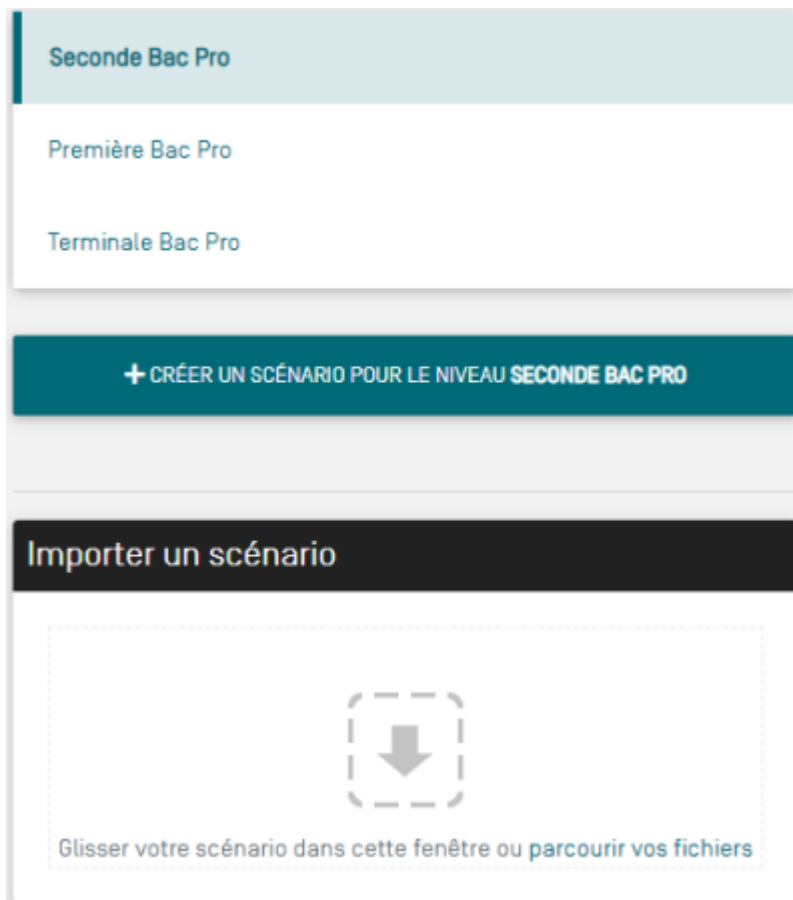 Seconde Bac Pro
Première Bac Pro
Terminale Bac Pro
+ CRÉER UN SCÉNARIO POUR LE NIVEAU SECONDE BAC PRO
Importer un scénario
Glisser votre scénario dans cette fenêtre ou parcourir vos fichiers